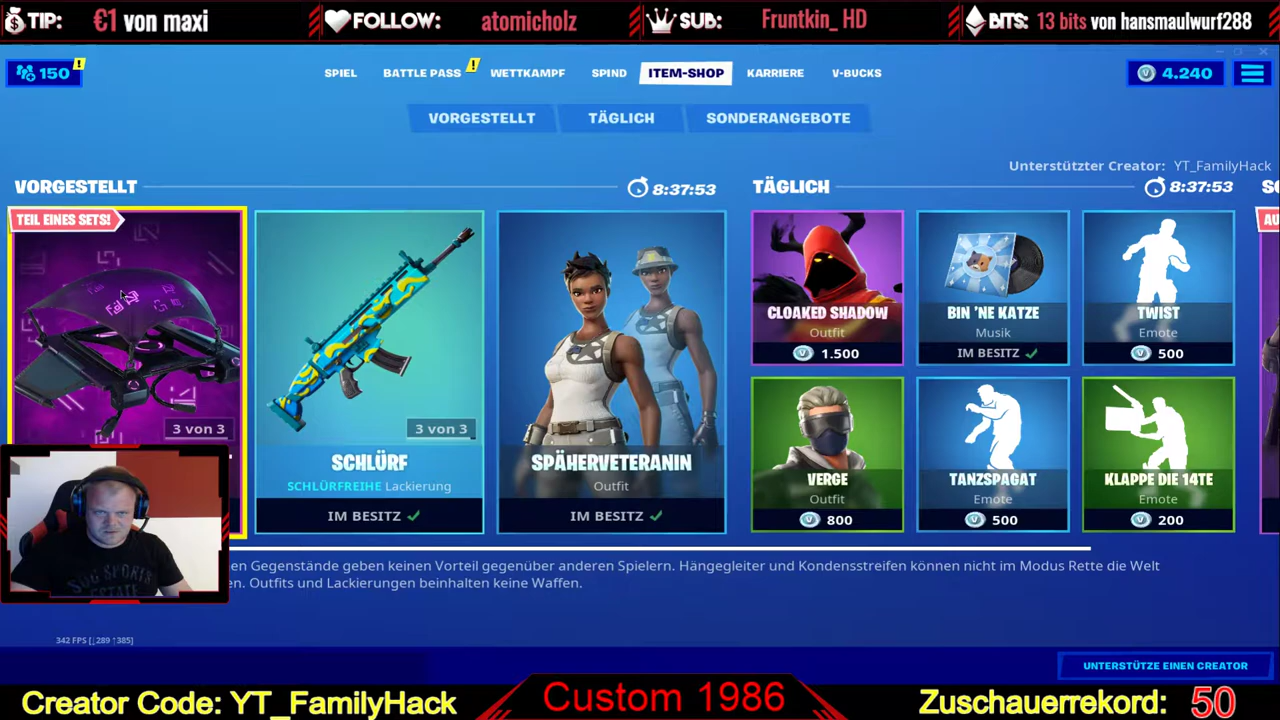 TIP: €1 von maxi
FOLLOW: atomicholz
SUB: Fruntkin_ HD
BITS: 13 bits von hansmaulwurf288
150
!
SPIEL
BATTLE PASS
!
WETTKAMPF
SPIND
ITEM-SHOP
KARRIERE
V-BUCKS
4.240
VORGESTELLT
TÄGLICH
SONDERANGEBOTE
Unterstützter Creator: YT_FamilyHack
VORGESTELLT
8:37:53
TÄGLICH
8:37:53
TEIL EINES SETS!
3 von 3
SCHLÜRF
SCHLÜRFREIHE Lackierung
IM BESITZ
3 von 3
SPÄHERVETERANIN
Outfit
IM BESITZ
CLOAKED SHADOW
Outfit
1.500
BIN 'NE KATZE
Musik
IM BESITZ
TWIST
Emote
500
VERGE
Outfit
800
TANZSPAGAT
Emote
500
KLAPPE DIE 14TE
Emote
200
en Gegenstände geben keinen Vorteil gegenüber anderen Spielern. Hängegleiter und Kondensstreifen können nicht im Modus Rette die Welt
en. Outfits und Lackierungen beinhalten keine Waffen.
342 FPS [↓289 ↑385]
UNTERSTÜTZE EINEN CREATOR
Creator Code: YT_FamilyHack
Custom 1986
Zuschauerrekord: 50